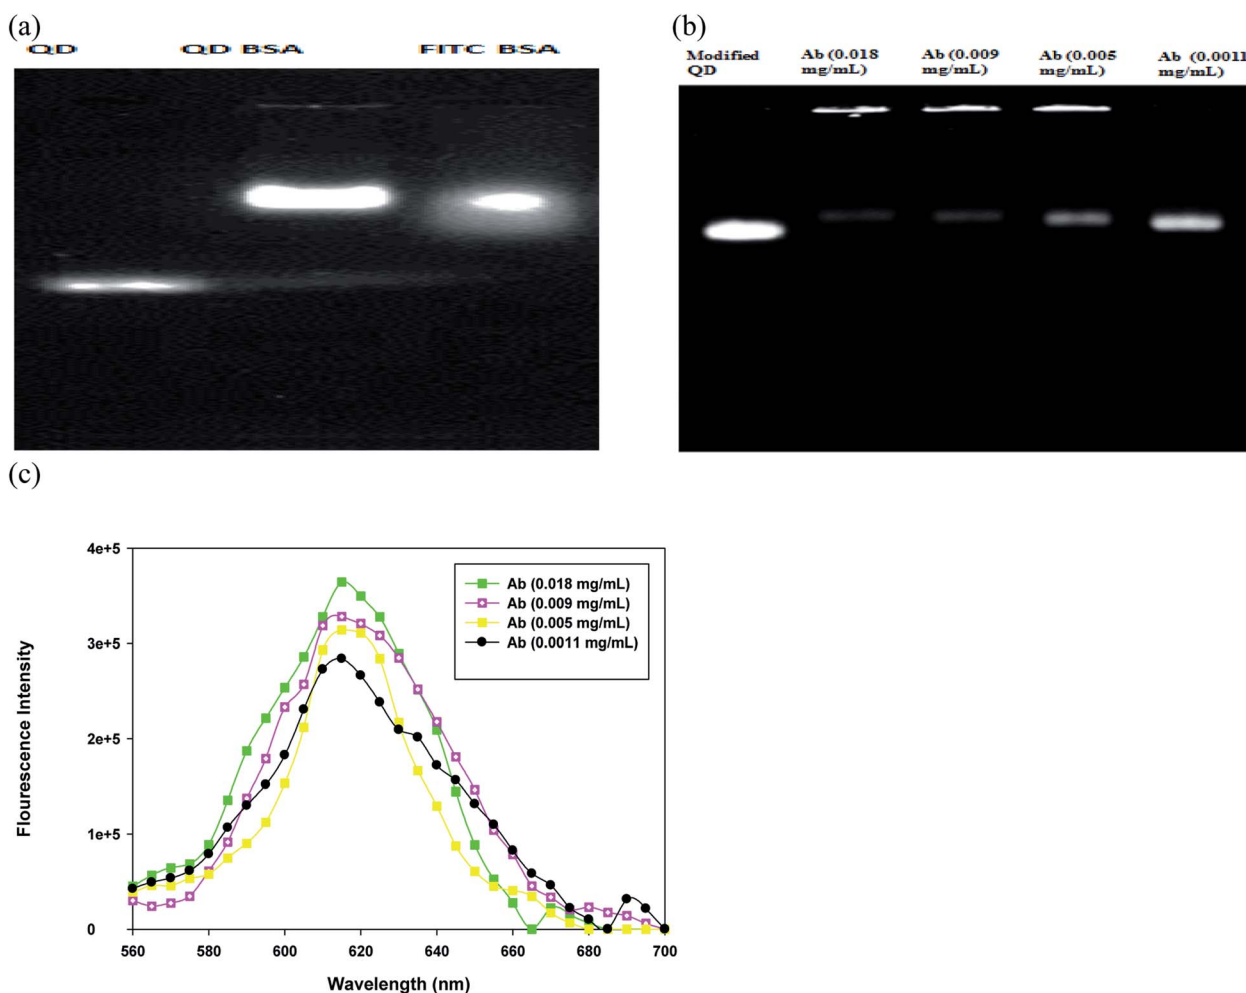 (a)
QD QD BSA FITC BSA
(b)
Modified QD
Ab (0.018 mg/mL)
Ab (0.009 mg/mL)
Ab (0.005 mg/mL)
Ab (0.0011 mg/mL)
(c)
Flourescence Intensity
4e+5
3e+5
2e+5
1e+5
0
Ab (0.018 mg/mL)
Ab (0.009 mg/mL)
Ab (0.005 mg/mL)
Ab (0.0011 mg/mL)
560 580 600 620 640 660 680 700
Wavelength (nm)